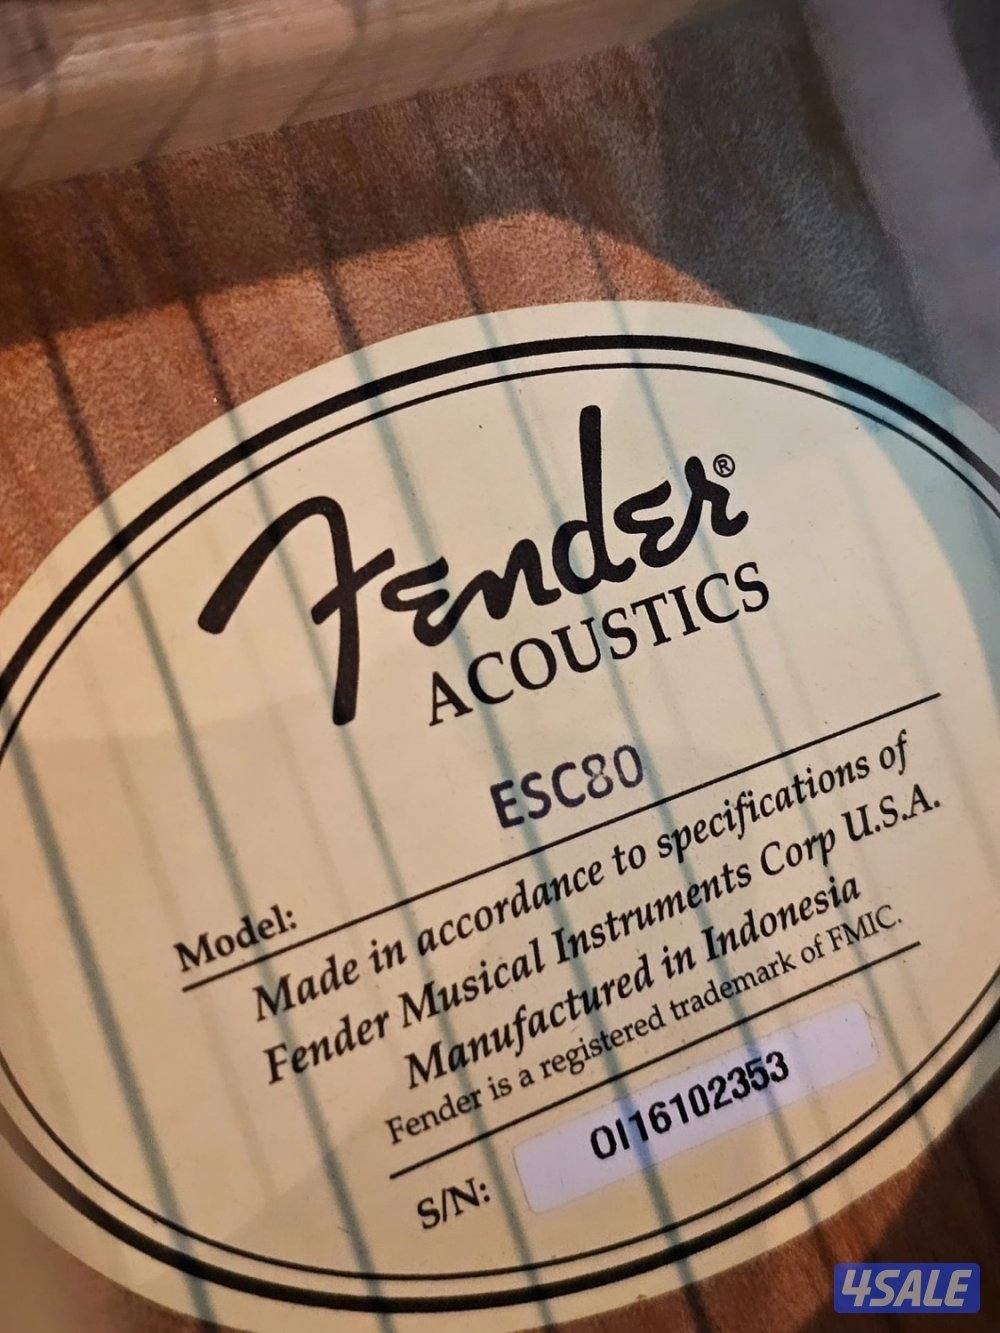 Fender®
ACOUSTICS
ESC80
Model:
Made in accordance to specifications of
Fender Musical Instruments Corp U.S.A.
Manufactured in Indonesia
Fender is a registered trademark of FMIC.
S/N: OI16102353
4SALE